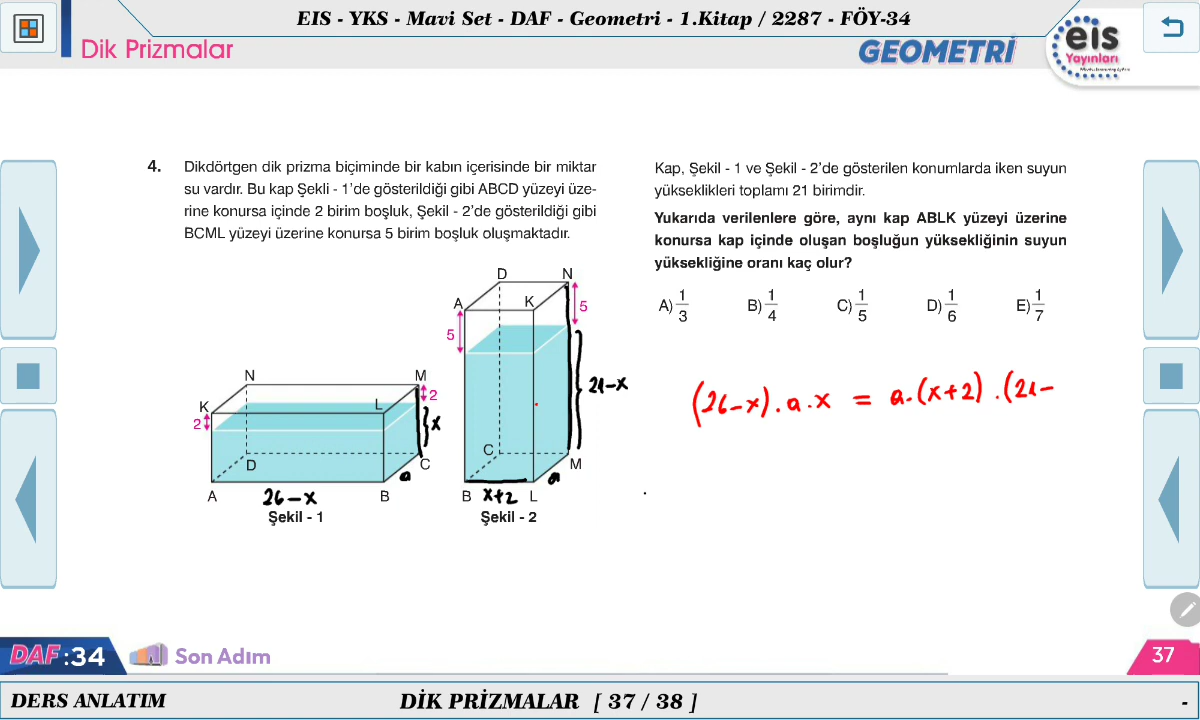 EIS - YKS - Mavi Set - DAF - Geometri - 1.Kitap / 2287 - FÖY-34
Dik Prizmalar
GEOMETRİ
eis
Yayınları
4. Dikdörtgen dik prizma biçiminde bir kabın içerisinde bir miktar
su vardır. Bu kap Şekli - 1'de gösterildiği gibi ABCD yüzeyi üze-
rine konursa içinde 2 birim boşluk, Şekil - 2'de gösterildiği gibi
BCML yüzeyi üzerine konursa 5 birim boşluk oluşmaktadır.
N
M
K
L
2
2
x
D
C
a
A
26-x
B
Şekil - 1
D
N
A
K
5
5
21-x
C
M
a
B
x+2
L
Şekil - 2
Kap, Şekil - 1 ve Şekil - 2'de gösterilen konumlarda iken suyun
yükseklikleri toplamı 21 birimdir.
Yukarıda verilenlere göre, aynı kap ABLK yüzeyi üzerine
konursa kap içinde oluşan boşluğun yüksekliğinin suyun
yüksekliğine oranı kaç olur?
A) 1/3 B) 1/4 C) 1/5 D) 1/6 E) 1/7
(26-x).a.x = a.(x+2).(21-
DAF:34
Son Adım
37
DERS ANLATIM
DİK PRİZMALAR [ 37 / 38 ]
-